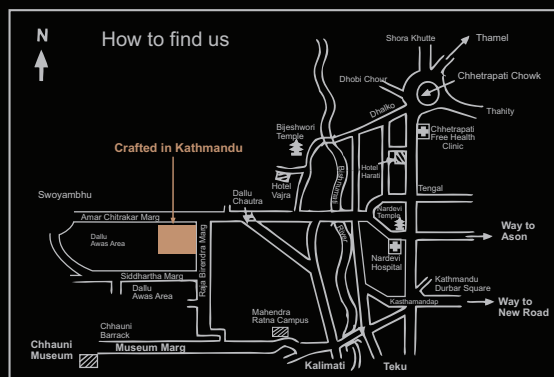 N
How to find us
Shora Khutte
Thamel
Dhobi Chour
Chhetrapati Chowk
Dhalko
Thahity
Bijeshwori
Temple
Chhetrapati
Free Health
Clinic
Crafted in Kathmandu
Hotel
Harati
Hotel
Vajra
Bishnumati
Swoyambhu
Dallu
Chautra
Tengal
Amar Chitrakar Marg
Nardevi
Temple
Dallu
Awas Area
Raja Birendra Marg
River
Way to
Ason
Nardevi
Hospital
Siddhartha Marg
Kathmandu
Durbar Square
Dallu
Awas Area
Kasthamandap
Way to
New Road
Mahendra
Ratna Campus
Chhauni
Barrack
Chhauni
Museum
Museum Marg
Kalimati
Teku